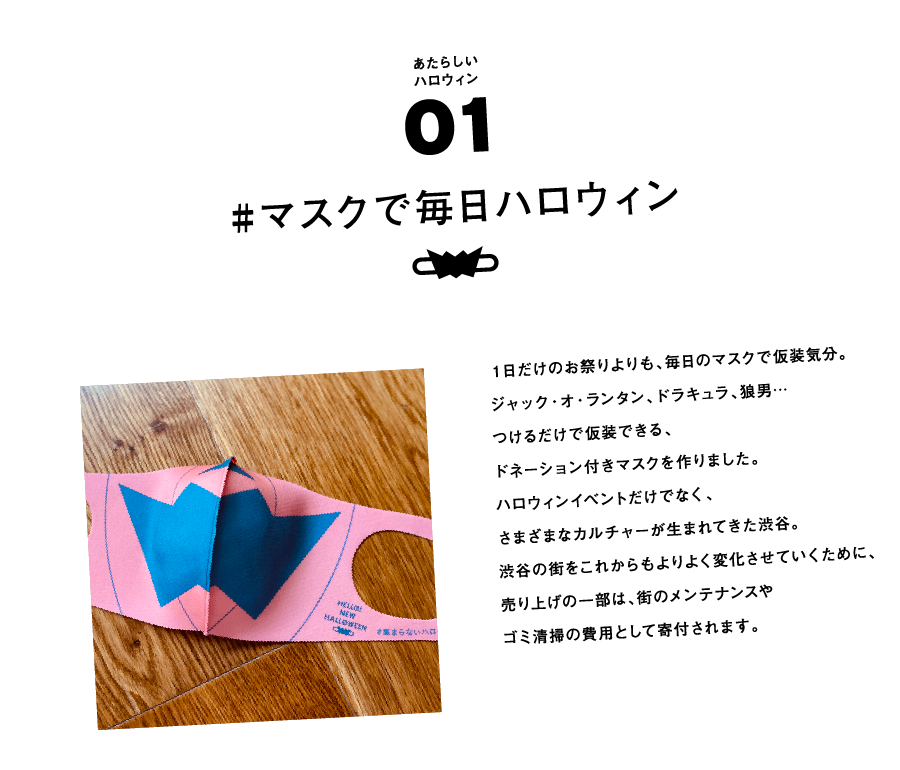 あたらしい
ハロウィン
01
#マスクで毎日ハロウィン
1日だけのお祭りよりも、毎日のマスクで仮装気分。
ジャック・オ・ランタン、ドラキュラ、狼男…
つけるだけで仮装できる、
ドネーション付きマスクを作りました。
ハロウィンイベントだけでなく、
さまざまなカルチャーが生まれてきた渋谷。
渋谷の街をこれからもよりよく変化させていくために、
売り上げの一部は、街のメンテナンスや
ゴミ清掃の費用として寄付されます。
HELLO!
NEW
HALLOWEEN
#集まらないハロ